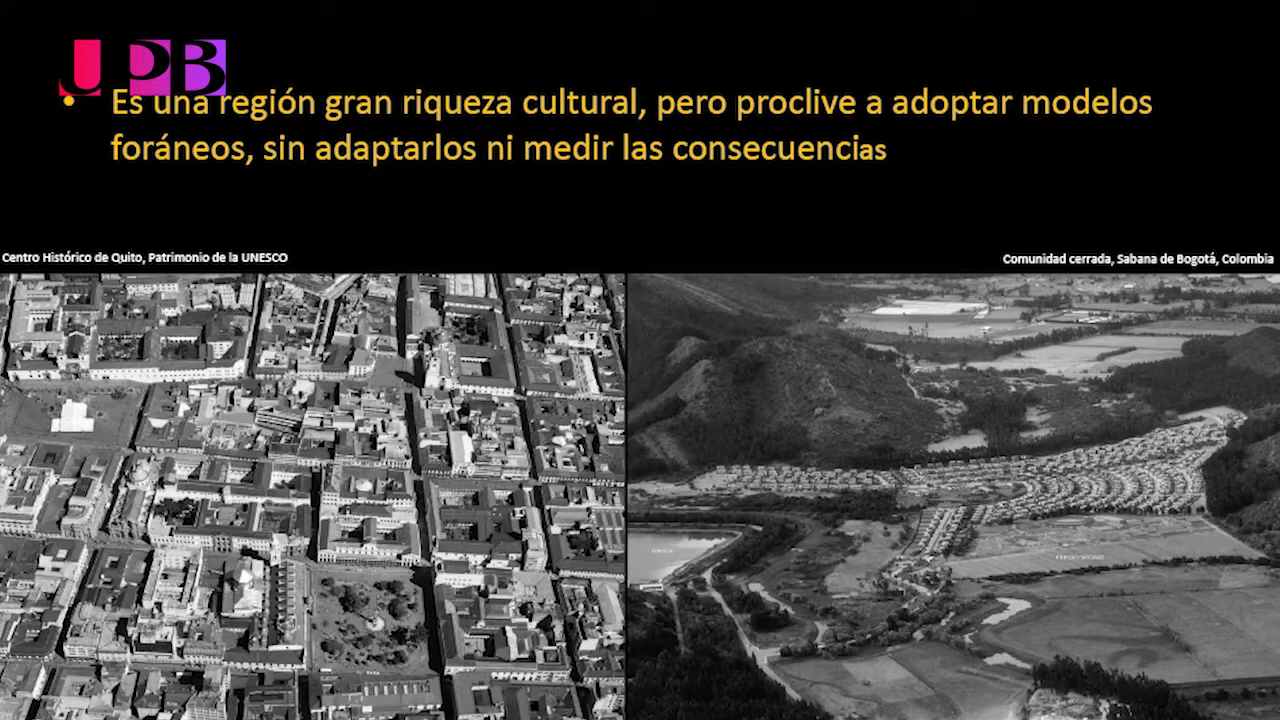 UPB
• Es una región gran riqueza cultural, pero proclive a adoptar modelos
foráneos, sin adaptarlos ni medir las consecuencias
Centro Histórico de Quito, Patrimonio de la UNESCO
Comunidad cerrada, Sabana de Bogotá, Colombia